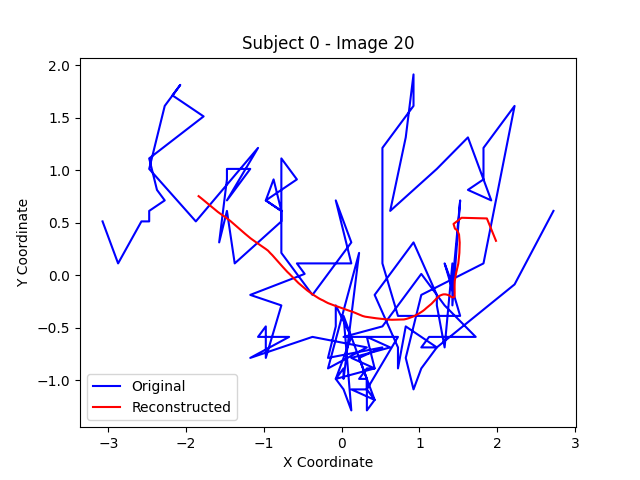 Subject 0 - Image 20
Y Coordinate
2.0
1.5
1.0
0.5
0.0
−0.5
−1.0
Original
Reconstructed
−3 −2 −1 0 1 2 3
X Coordinate